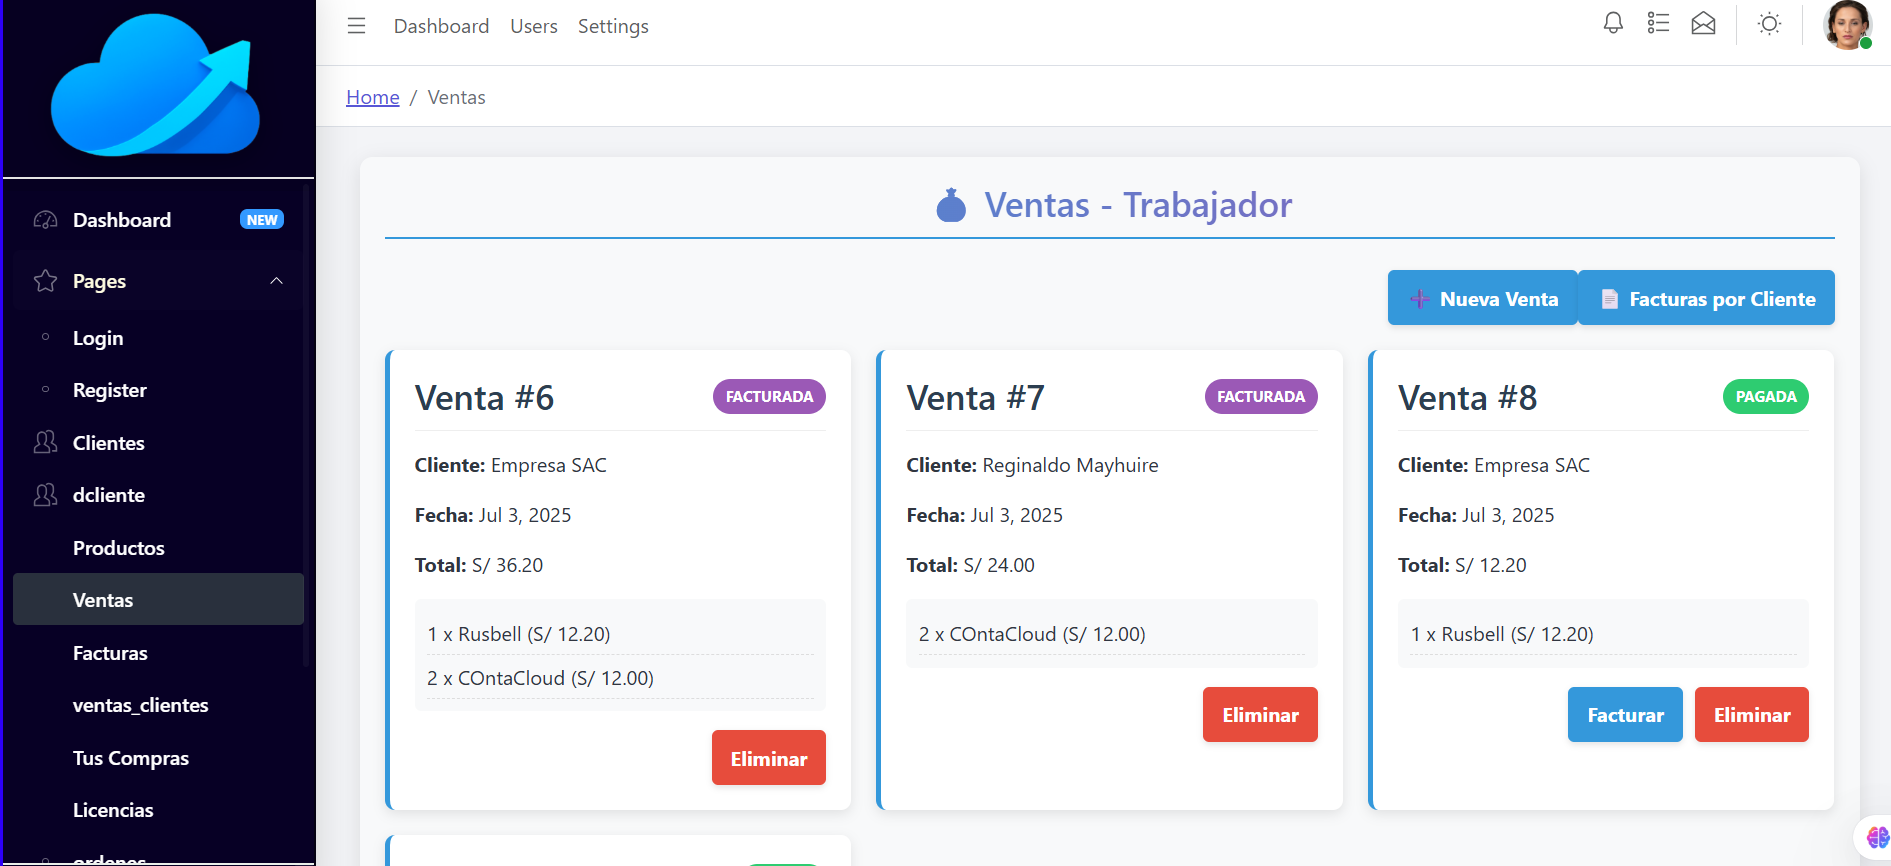 Dashboard Users Settings
Home / Ventas
Dashboard NEW
Pages
Login
Register
Clientes
dcliente
Productos
Ventas
Facturas
ventas_clientes
Tus Compras
Licencias
ordenes
Ventas - Trabajador
Nueva Venta
Facturas por Cliente
Venta #6 FACTURADA
Cliente: Empresa SAC
Fecha: Jul 3, 2025
Total: S/ 36.20
1 x Rusbell (S/ 12.20)
2 x COntaCloud (S/ 12.00)
Eliminar
Venta #7 FACTURADA
Cliente: Reginaldo Mayhuire
Fecha: Jul 3, 2025
Total: S/ 24.00
2 x COntaCloud (S/ 12.00)
Eliminar
Venta #8 PAGADA
Cliente: Empresa SAC
Fecha: Jul 3, 2025
Total: S/ 12.20
1 x Rusbell (S/ 12.20)
Facturar Eliminar